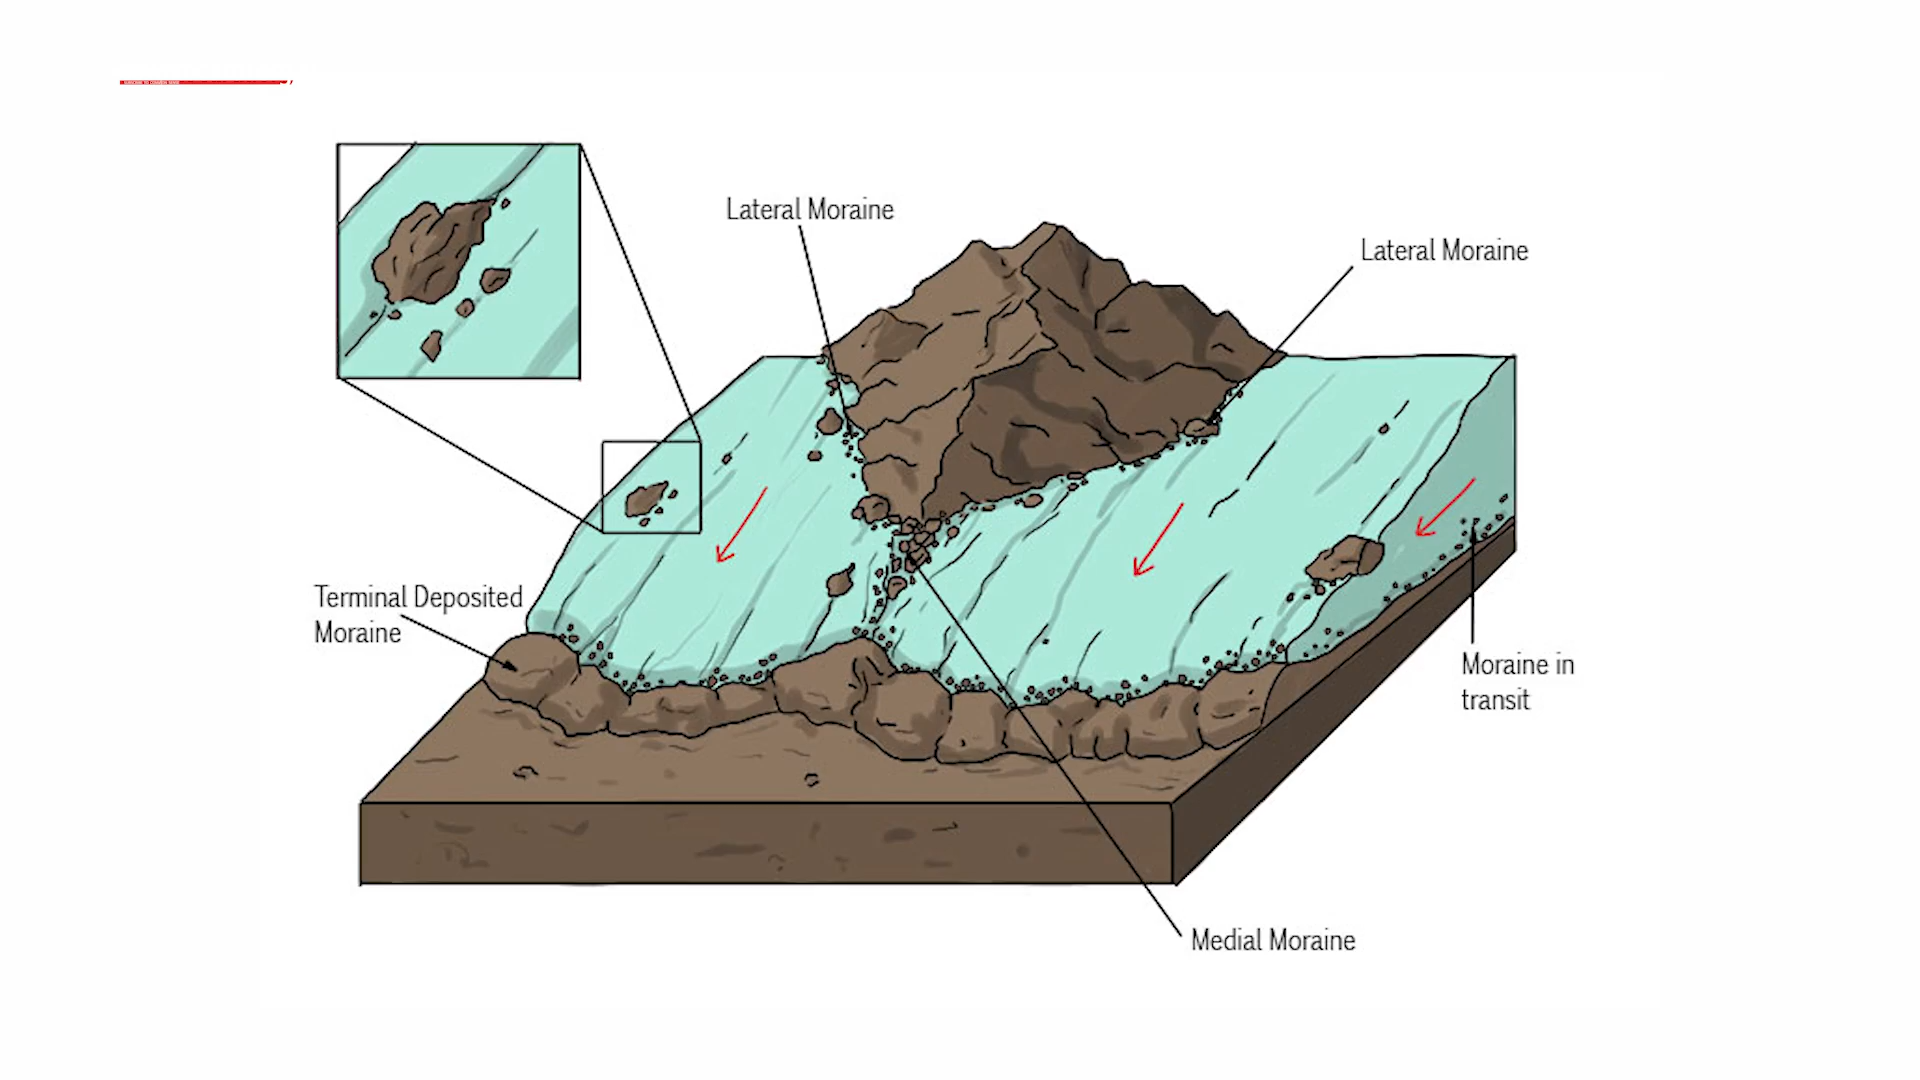 Lateral Moraine
Lateral Moraine
Terminal Deposited
Moraine
Moraine in
transit
Medial Moraine